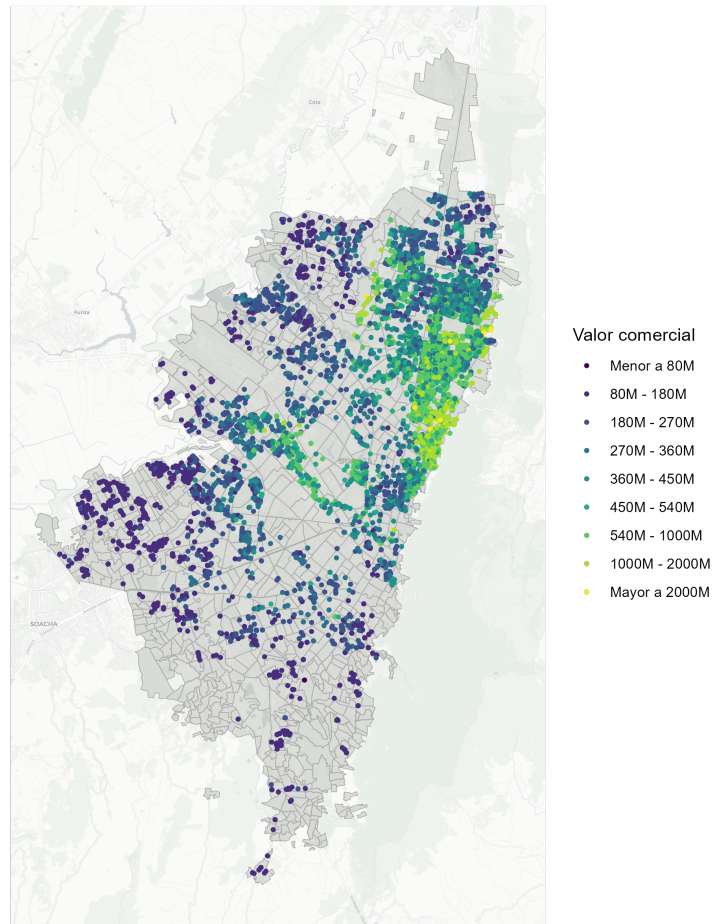 Cota
Funza
SOACHA
Valor comercial
Menor a 80M
80M - 180M
180M - 270M
270M - 360M
360M - 450M
450M - 540M
540M - 1000M
1000M - 2000M
Mayor a 2000M